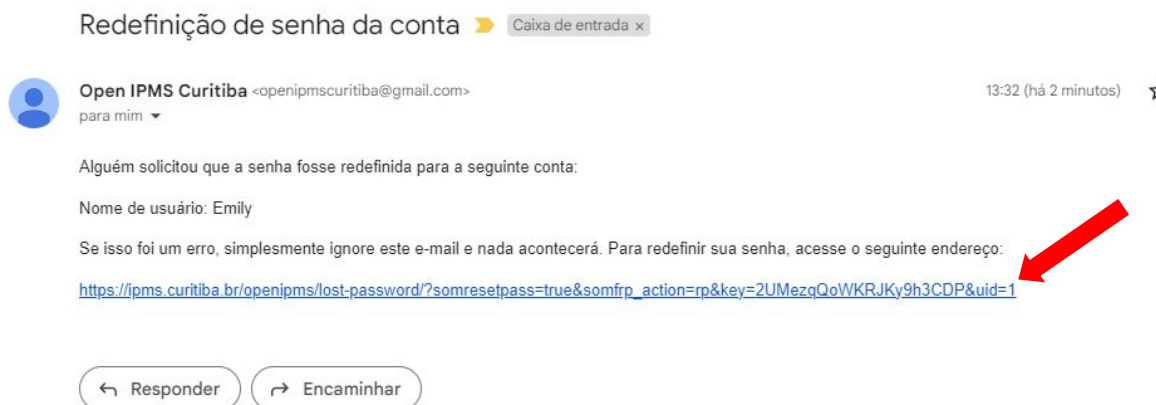 Redefinição de senha da conta Caixa de entrada x
Open IPMS Curitiba <openipmscuritiba@gmail.com> 13:32 (há 2 minutos)
para mim
Alguém solicitou que a senha fosse redefinida para a seguinte conta:
Nome de usuário: Emily
Se isso foi um erro, simplesmente ignore este e-mail e nada acontecerá. Para redefinir sua senha, acesse o seguinte endereço:
https://ipms.curitiba.br/openipms/lost-password/?somresetpass=true&somfrp_action=rp&key=2UMezqQoWKRJKy9h3CDP&uid=1
Responder Encaminhar